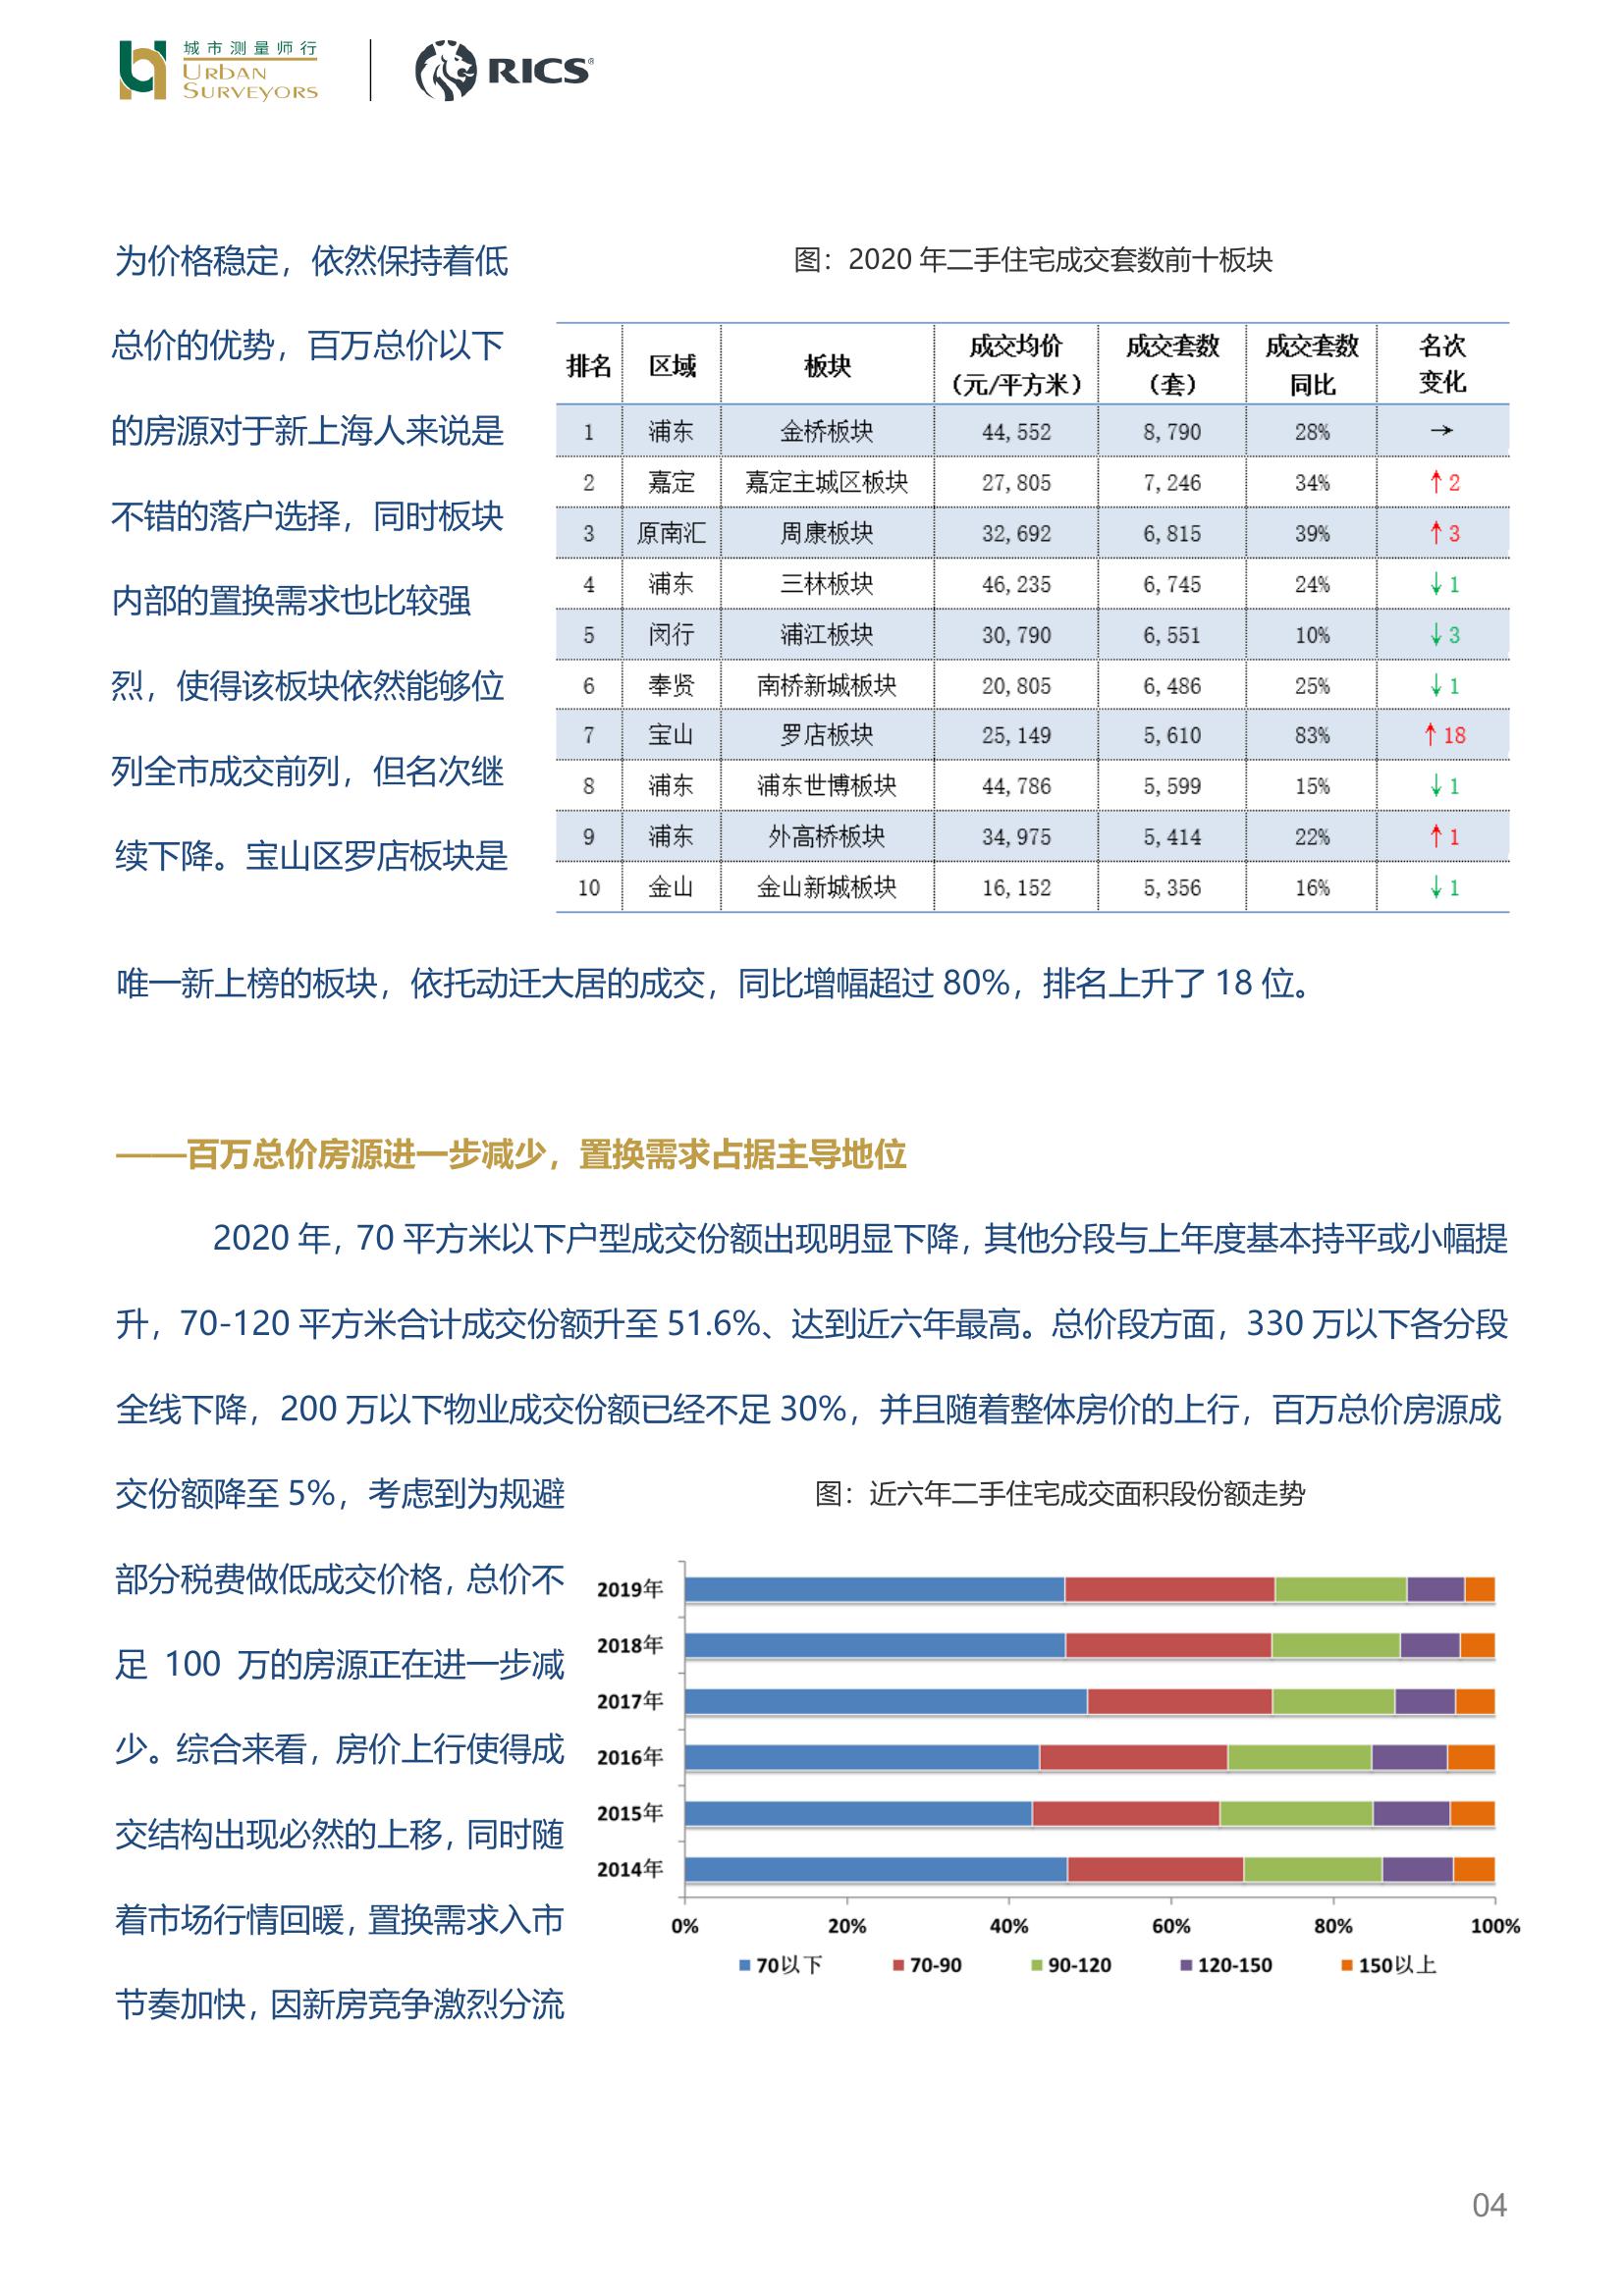 城市测量师行
URBAN
SURVEYORS
RICS®
为价格稳定，依然保持着低
总价的优势，百万总价以下
的房源对于新上海人来说是
不错的落户选择，同时板块
内部的置换需求也比较强
烈，使得该板块依然能够位
列全市成交前列，但名次继
续下降。宝山区罗店板块是
图：2020 年二手住宅成交套数前十板块
排名 区域 板块 成交均价（元/平方米） 成交套数（套） 成交套数同比 名次变化
1 浦东 金桥板块 44,552 8,790 28% →
2 嘉定 嘉定主城区板块 27,805 7,246 34% ↑2
3 原南汇 周康板块 32,692 6,815 39% ↑3
4 浦东 三林板块 46,235 6,745 24% ↓1
5 闵行 浦江板块 30,790 6,551 10% ↓3
6 奉贤 南桥新城板块 20,805 6,486 25% ↓1
7 宝山 罗店板块 25,149 5,610 83% ↑18
8 浦东 浦东世博板块 44,786 5,599 15% ↓1
9 浦东 外高桥板块 34,975 5,414 22% ↑1
10 金山 金山新城板块 16,152 5,356 16% ↓1
唯一新上榜的板块，依托动迁大居的成交，同比增幅超过 80%，排名上升了 18 位。
——百万总价房源进一步减少，置换需求占据主导地位
2020 年，70 平方米以下户型成交份额出现明显下降，其他分段与上年度基本持平或小幅提
升，70-120 平方米合计成交份额升至 51.6%、达到近六年最高。总价段方面，330 万以下各分段
全线下降，200 万以下物业成交份额已经不足 30%，并且随着整体房价的上行，百万总价房源成
交份额降至 5%，考虑到为规避
部分税费做低成交价格，总价不
足 100 万的房源正在进一步减
少。综合来看，房价上行使得成
交结构出现必然的上移，同时随
着市场行情回暖，置换需求入市
节奏加快，因新房竞争激烈分流
图：近六年二手住宅成交面积段份额走势
2019年
2018年
2017年
2016年
2015年
2014年
0% 20% 40% 60% 80% 100%
70以下 70-90 90-120 120-150 150以上
04